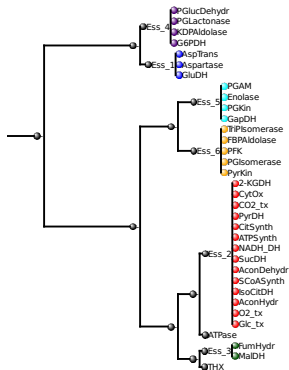 PGlucDehydr
PGLactonase
Ess_4
KDPAldolase
G6PDH
AspTrans
Ess_1
Aspartase
GluDH
PGAM
Enolase
Ess_5
PGKin
GapDH
TriPIsomerase
FBPAldolase
Ess_6
PFK
PGIsomerase
PyrKin
2-KGDH
CytOx
CO2_tx
PyrDH
CitSynth
ATPSynth
NADH_DH
Ess_2
SucDH
AconDehydr
SCoASynth
IsoCitDH
AconHydr
O2_tx
Glc_tx
ATPase
FumHydr
Ess_3
MalDH
THX